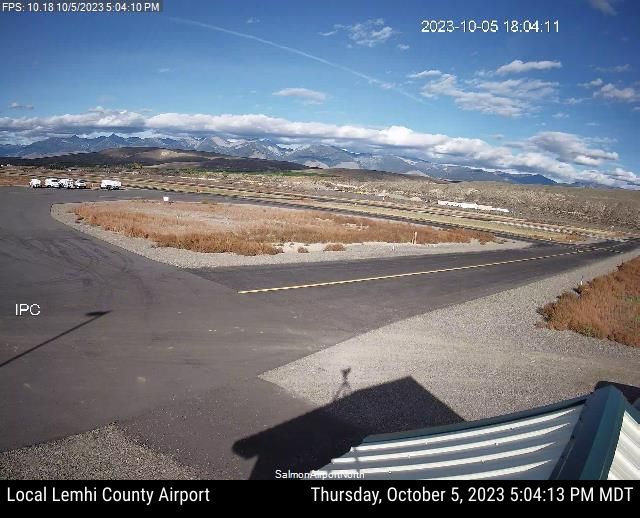 FPS: 10.18 10/5/2023 5:04:10 PM
2023-10-05 18:04:11
IPC
SalmonAirportNorth
Local Lemhi County Airport
Thursday, October 5, 2023 5:04:13 PM MDT